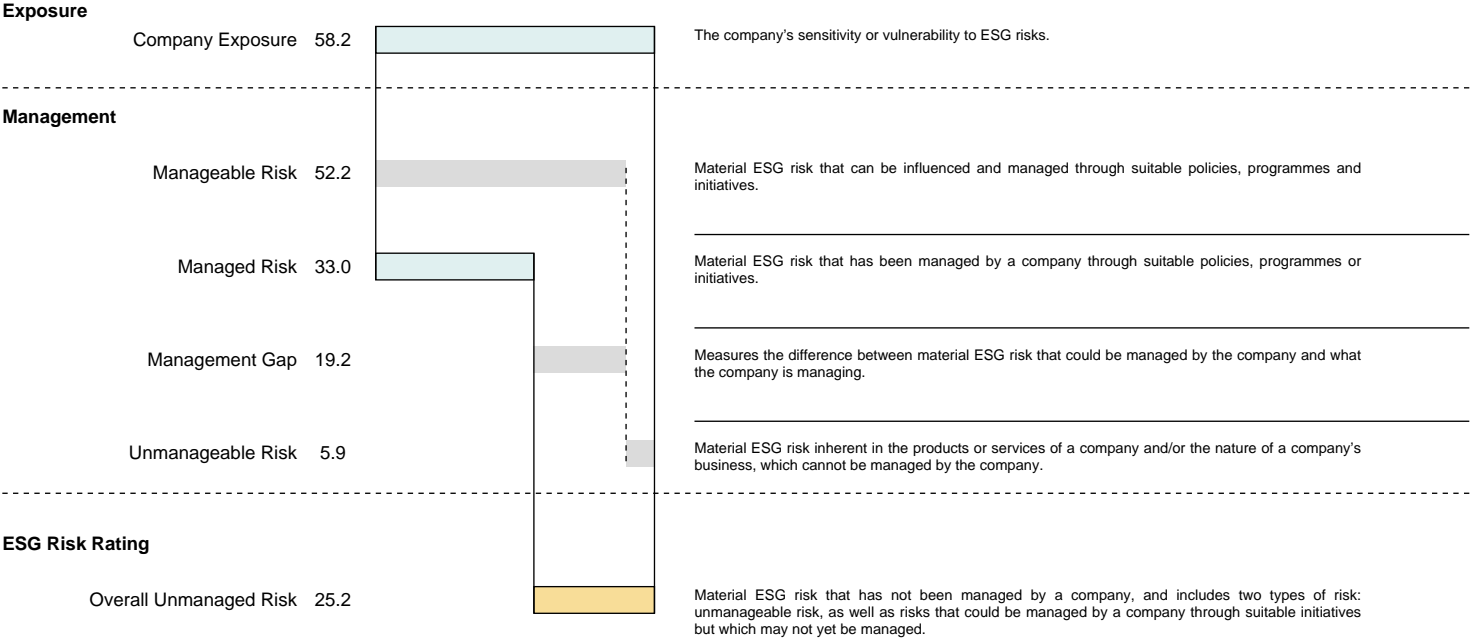 Exposure
Company Exposure 58.2
The company’s sensitivity or vulnerability to ESG risks.
Management
Manageable Risk 52.2
Material ESG risk that can be influenced and managed through suitable policies, programmes and
initiatives.
Managed Risk 33.0
Material ESG risk that has been managed by a company through suitable policies, programmes or
initiatives.
Management Gap 19.2
Measures the difference between material ESG risk that could be managed by the company and what
the company is managing.
Unmanageable Risk 5.9
Material ESG risk inherent in the products or services of a company and/or the nature of a company’s
business, which cannot be managed by the company.
ESG Risk Rating
Overall Unmanaged Risk 25.2
Material ESG risk that has not been managed by a company, and includes two types of risk:
unmanageable risk, as well as risks that could be managed by a company through suitable initiatives
but which may not yet be managed.